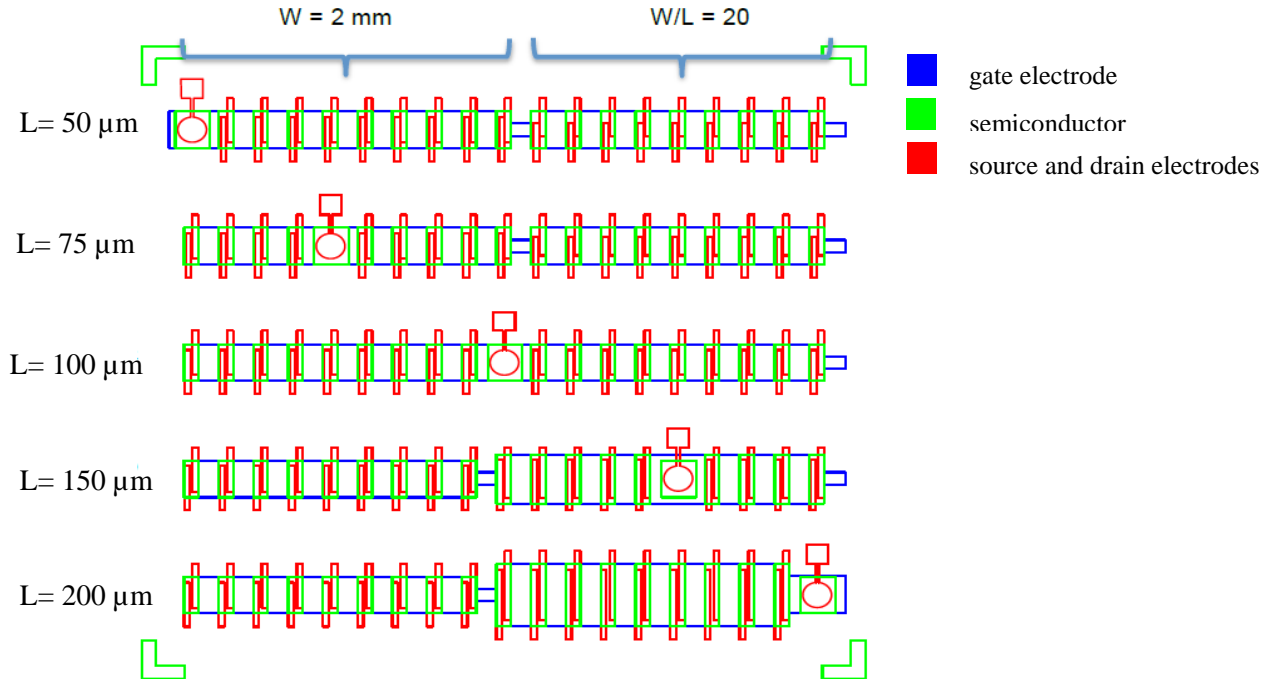 W = 2 mm
W/L = 20
gate electrode
semiconductor
source and drain electrodes
L= 50 µm
L= 75 µm
L= 100 µm
L= 150 µm
L= 200 µm